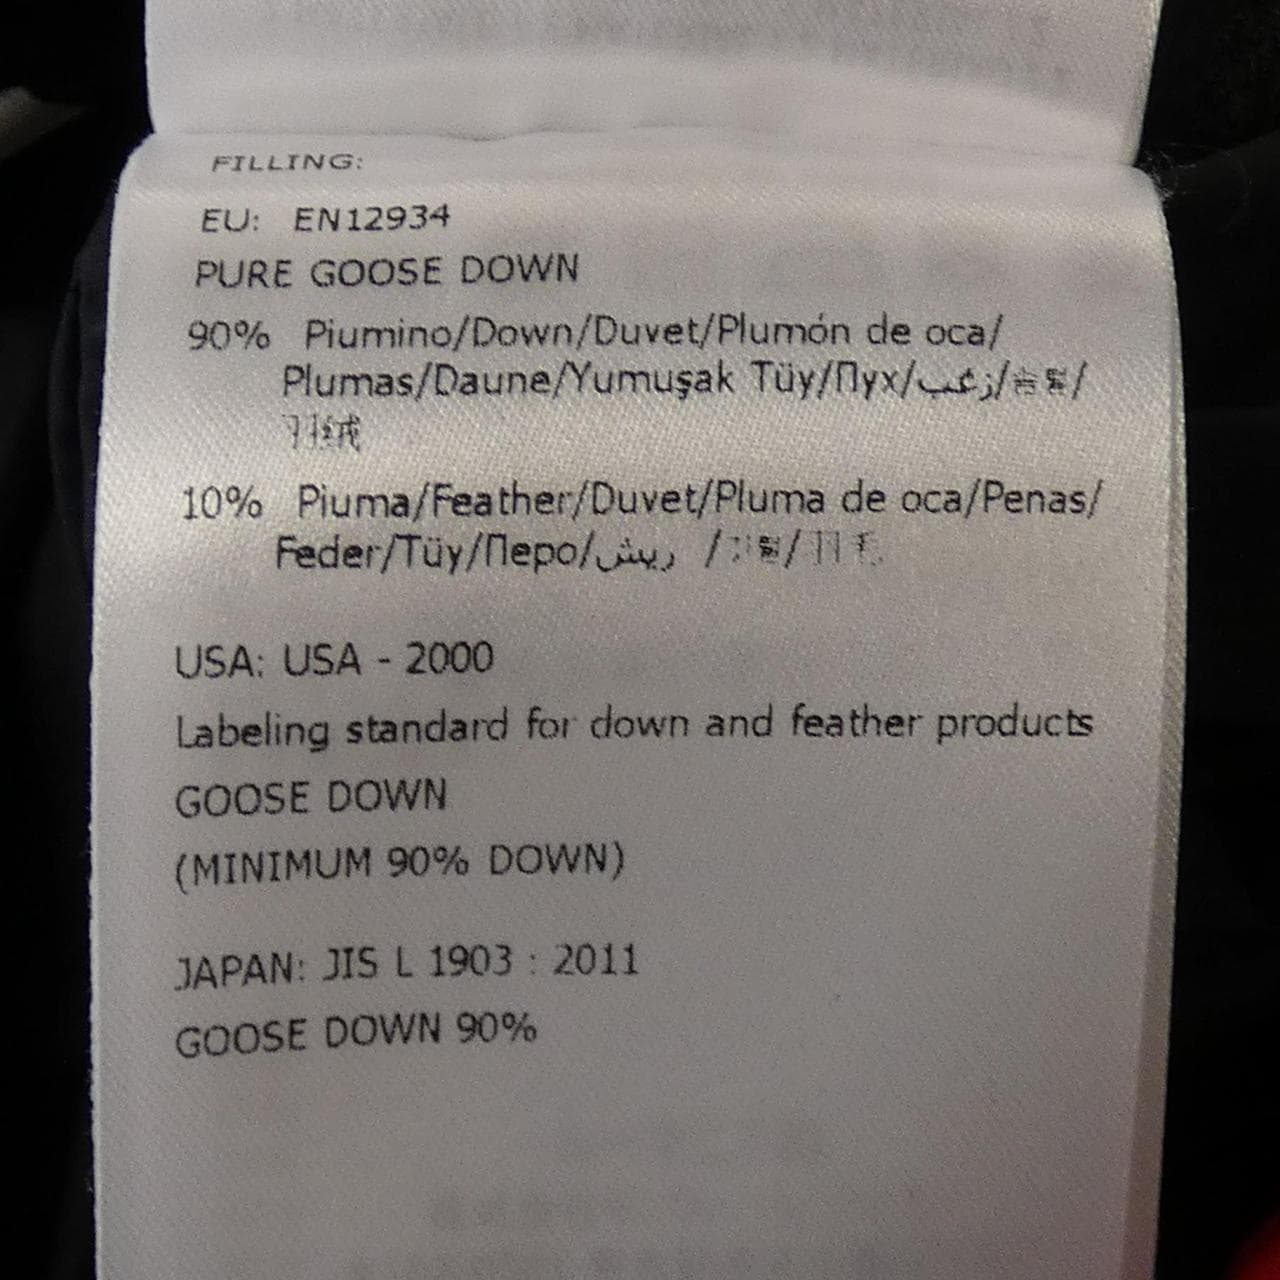 FILLING:
EU: EN12934
PURE GOOSE DOWN
90% Piumino/Down/Duvet/Plumón de oca/
Plumas/Daune/Yumuşak Tüy/Пух/زغب/
羽绒
10% Piuma/Feather/Duvet/Pluma de oca/Penas/
Feder/Tüy/Перо/ريش /
USA: USA - 2000
Labeling standard for down and feather products
GOOSE DOWN
(MINIMUM 90% DOWN)
JAPAN: JIS L 1903 : 2011
GOOSE DOWN 90%